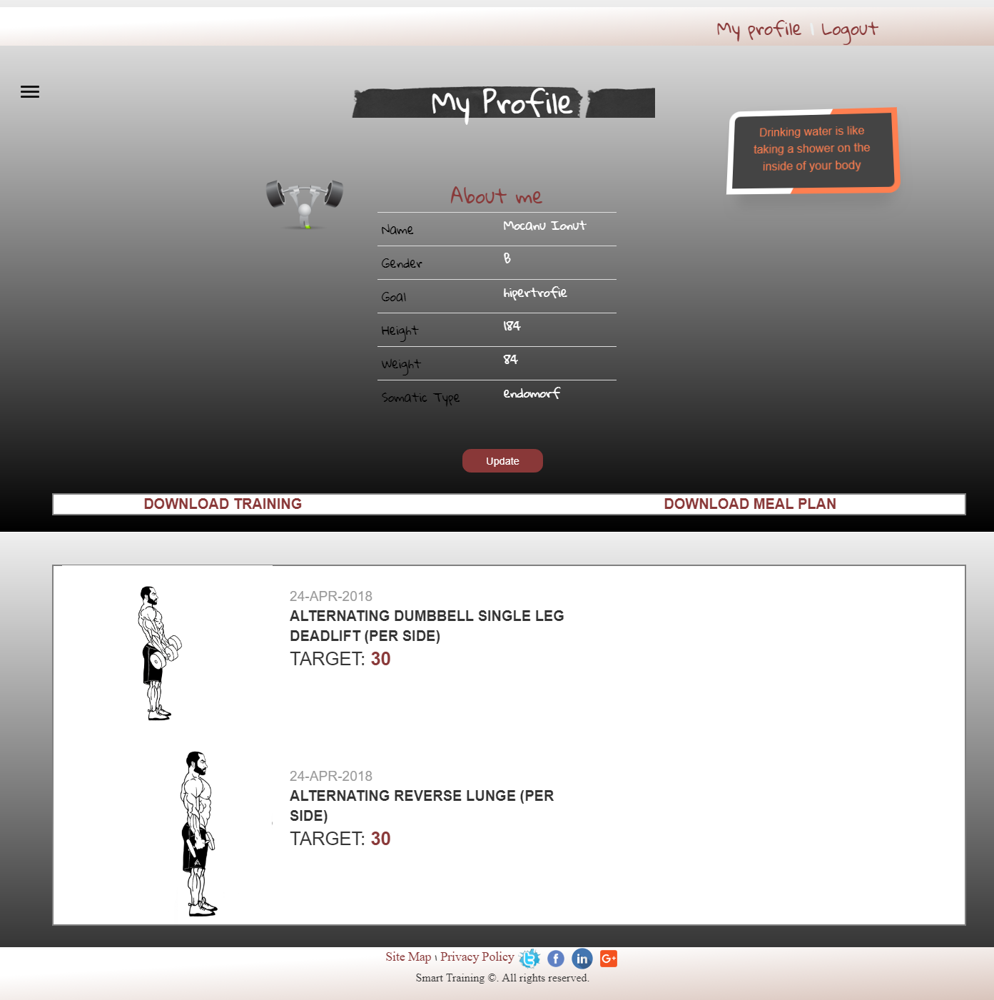 My profile | Logout
My Profile
Drinking water is like
taking a shower on the
inside of your body
About me
Name Mocanu Ionut
Gender B
Goal hipertrofie
Height 184
Weight 84
Somatic Type endomorf
Update
DOWNLOAD TRAINING DOWNLOAD MEAL PLAN
24-APR-2018
ALTERNATING DUMBBELL SINGLE LEG
DEADLIFT (PER SIDE)
TARGET: 30
24-APR-2018
ALTERNATING REVERSE LUNGE (PER
SIDE)
TARGET: 30
Site Map | Privacy Policy
Smart Training ©. All rights reserved.